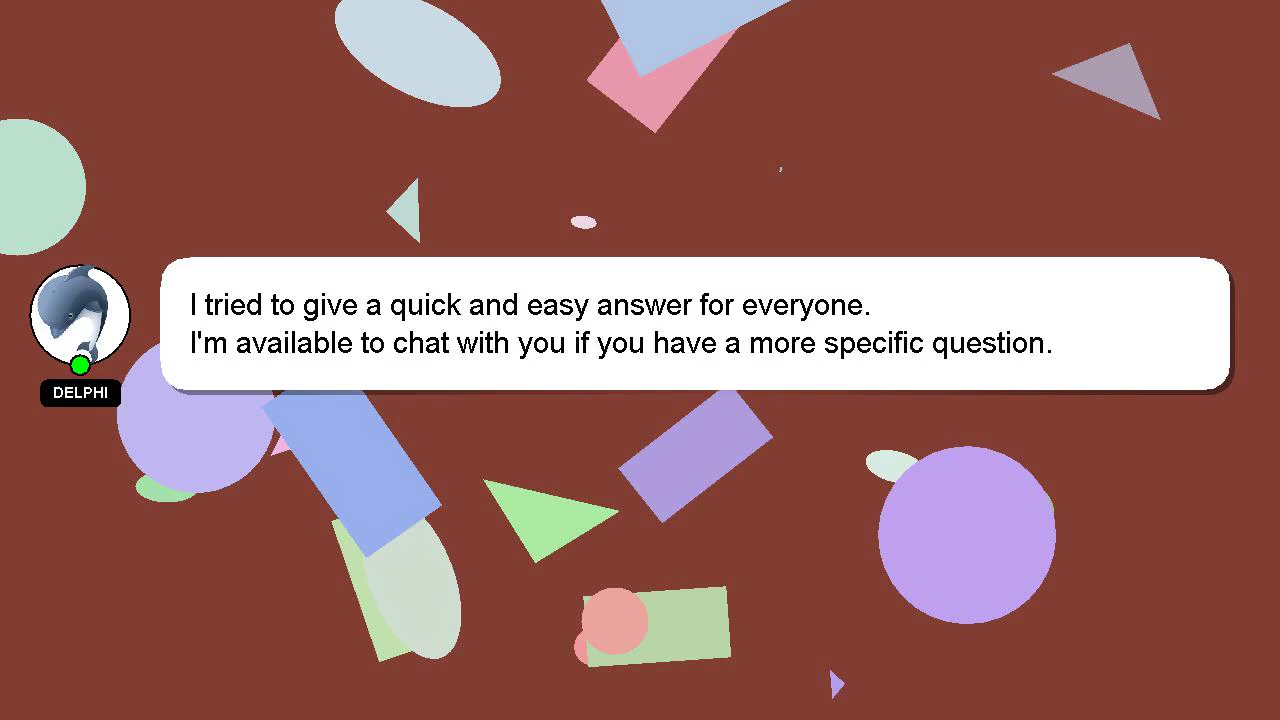 I tried to give a quick and easy answer for everyone.
I'm available to chat with you if you have a more specific question.
DELPHI